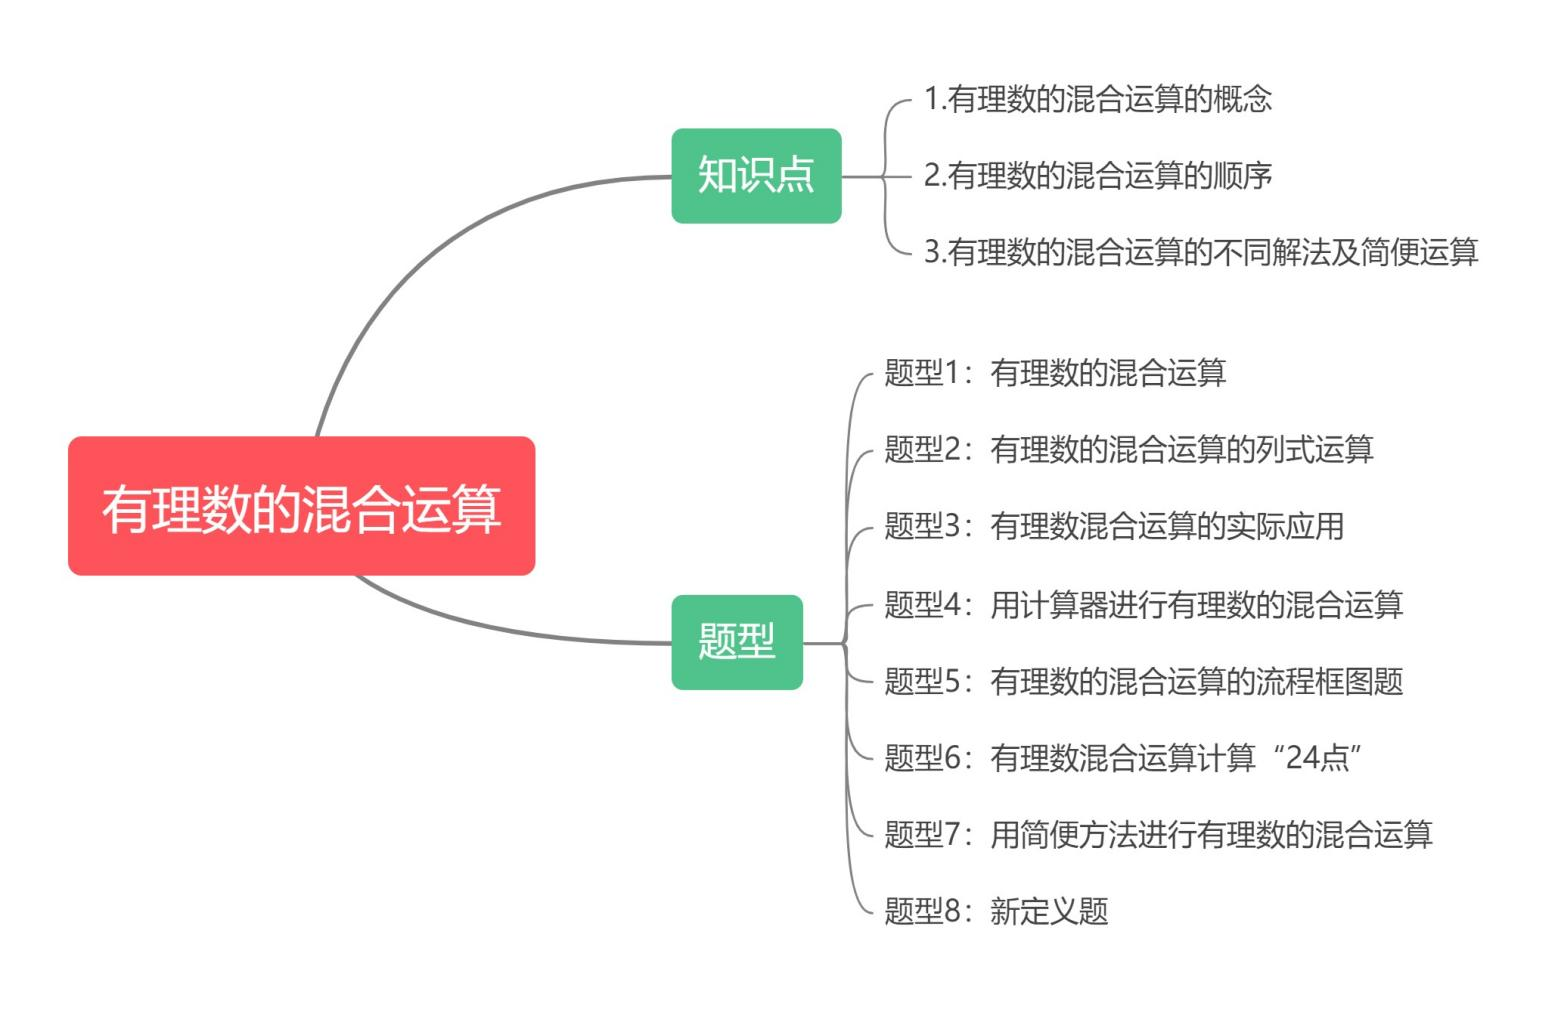 知识点
1.有理数的混合运算的概念
2.有理数的混合运算的顺序
3.有理数的混合运算的不同解法及简便运算
有理数的混合运算
题型
题型1：有理数的混合运算
题型2：有理数的混合运算的列式运算
题型3：有理数混合运算的实际应用
题型4：用计算器进行有理数的混合运算
题型5：有理数的混合运算的流程框图题
题型6：有理数混合运算计算“24点”
题型7：用简便方法进行有理数的混合运算
题型8：新定义题